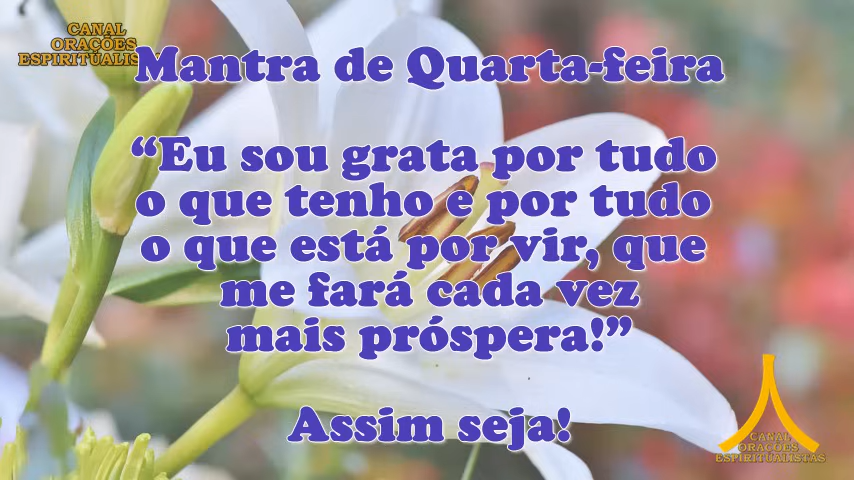 CANAL
ORAÇÕES
ESPIRITUALIS
Mantra de Quarta-feira
“Eu sou grata por tudo
o que tenho e por tudo
o que está por vir, que
me fará cada vez
mais próspera!”
Assim seja!
CANAL
ORAÇÕES
ESPIRITUALISTAS